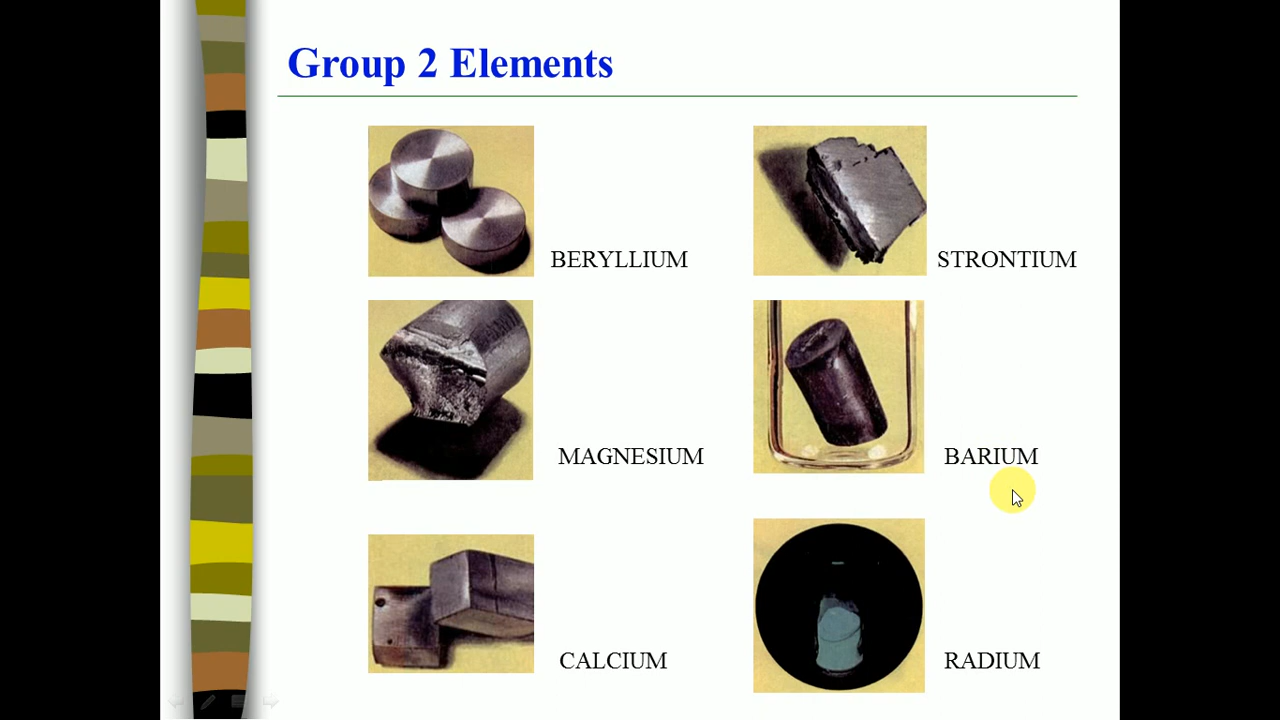 Group 2 Elements
BERYLLIUM
STRONTIUM
MAGNESIUM
BARIUM
CALCIUM
RADIUM